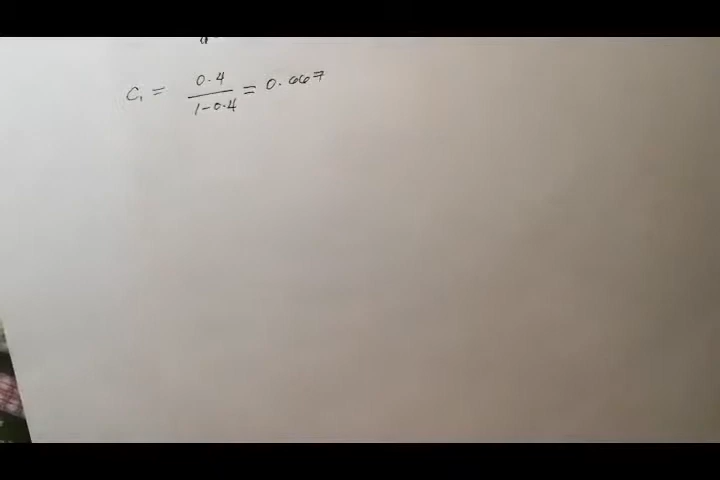 C₁ = 0.4 / 1-0.4 = 0.667